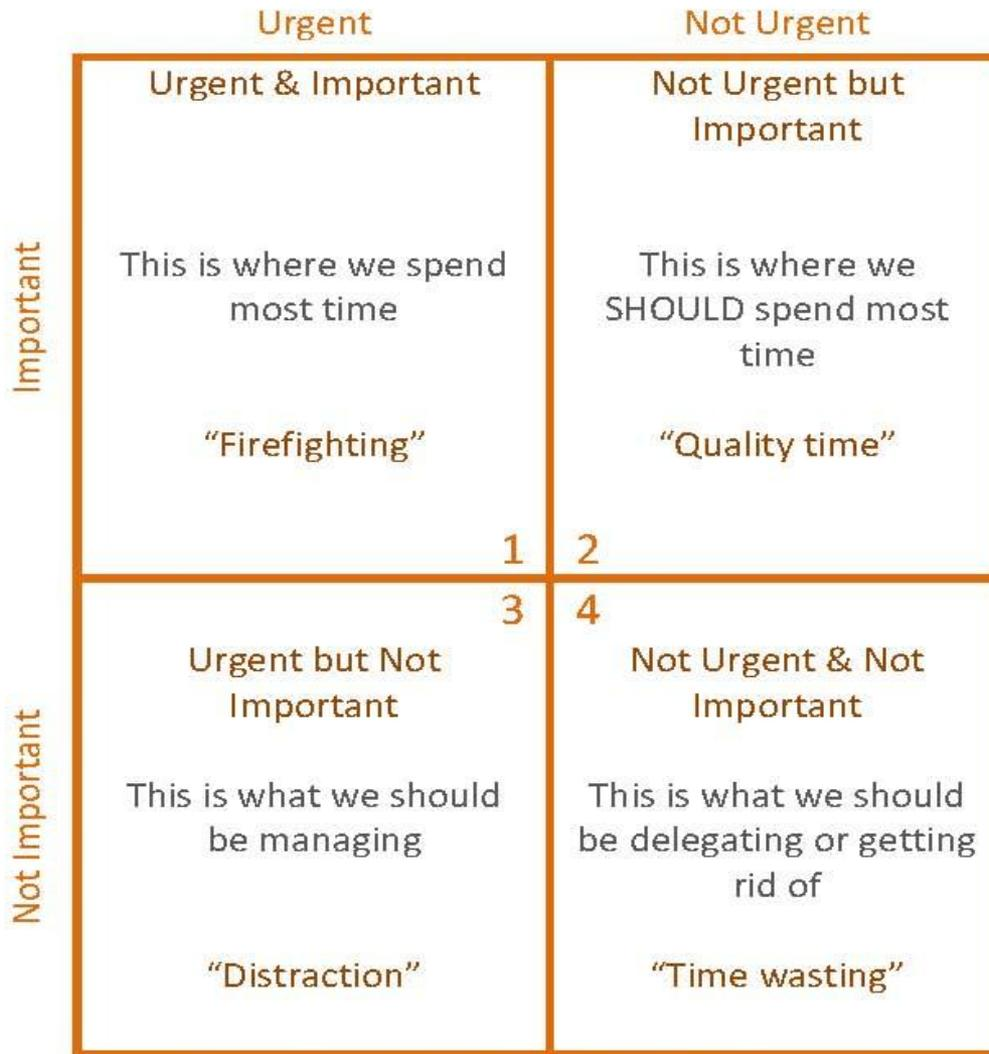 Urgent
Not Urgent
Important
Urgent & Important
This is where we spend
most time
“Firefighting”
1
Not Urgent but
Important
This is where we
SHOULD spend most
time
“Quality time”
2
Not Important
3
Urgent but Not
Important
This is what we should
be managing
“Distraction”
4
Not Urgent & Not
Important
This is what we should
be delegating or getting
rid of
“Time wasting”